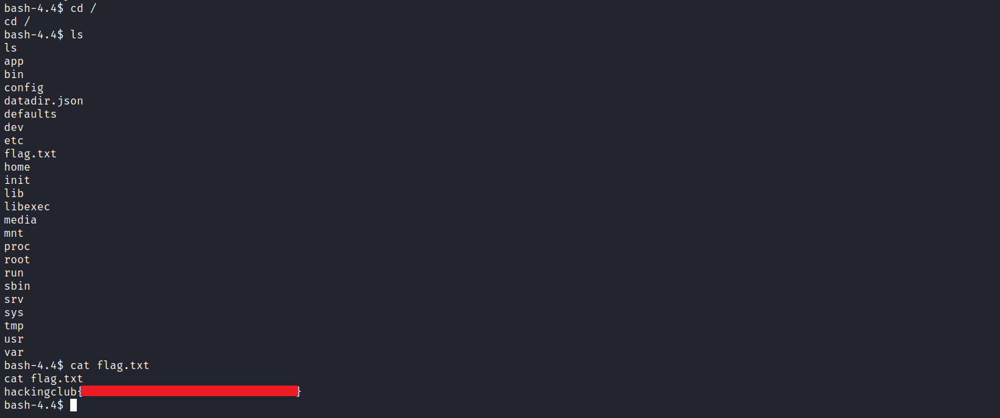 bash-4.4$ cd /
cd /
bash-4.4$ ls
ls
app
bin
config
datadir.json
defaults
dev
etc
flag.txt
home
init
lib
libexec
media
mnt
proc
root
run
sbin
srv
sys
tmp
usr
var
bash-4.4$ cat flag.txt
cat flag.txt
hackingclub{ }
bash-4.4$